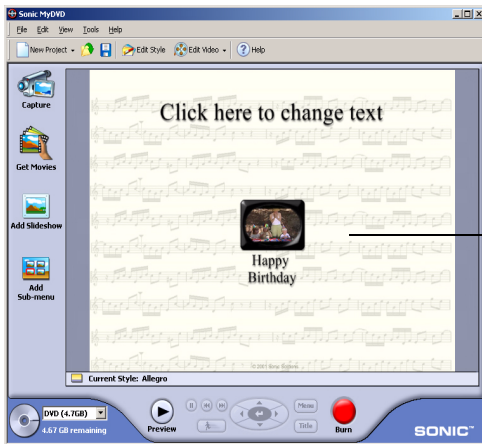 Sonic MyDVD
File Edit View Tools Help
New Project Edit Style Edit Video Help
Capture
Get Movies
Add Slideshow
Add
Sub-menu
Click here to change text
Happy
Birthday
Current Style: Allegro
DVD (4.7GB)
4.67 GB remaining
Preview
Menu
Title
Burn
SONIC™